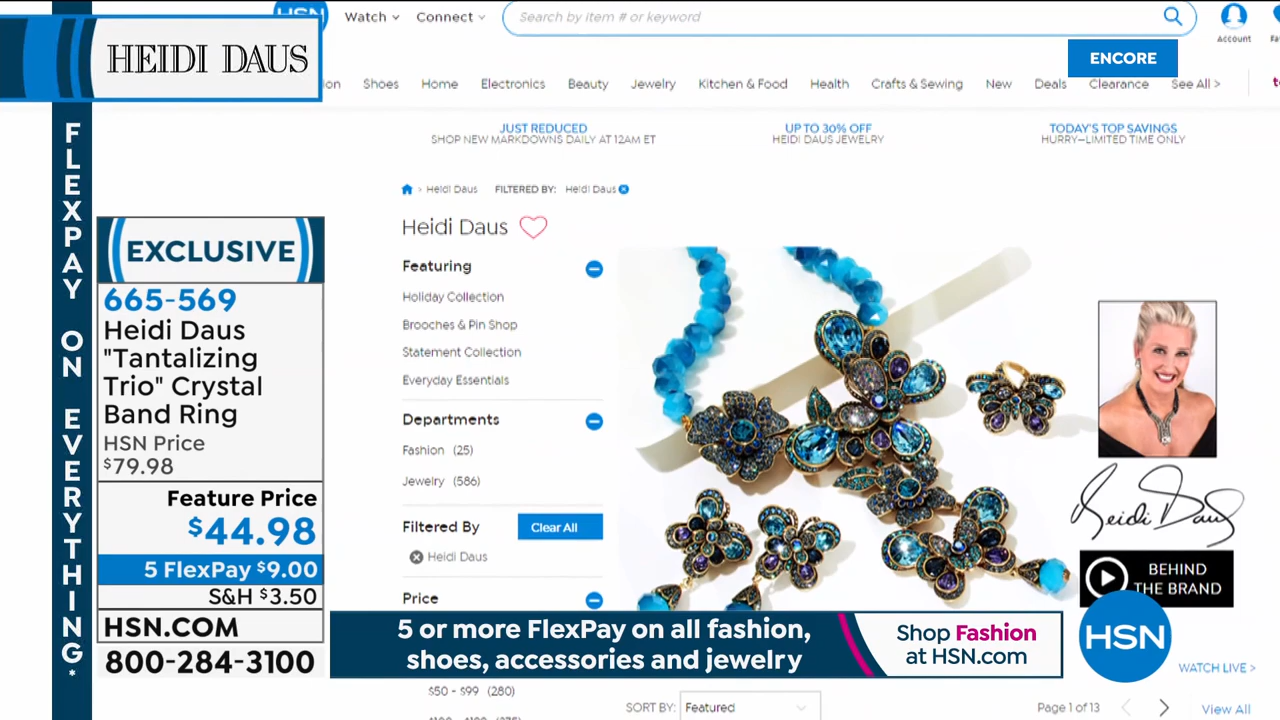 HSN
Watch
Connect
Search by item # or keyword
Account
HEIDI DAUS
ENCORE
Shoes
Home
Electronics
Beauty
Jewelry
Kitchen & Food
Health
Crafts & Sewing
New
Deals
Clearance
See All >
JUST REDUCED
SHOP NEW MARKDOWNS DAILY AT 12AM ET
UP TO 30% OFF
HEIDI DAUS JEWELRY
TODAY'S TOP SAVINGS
HURRY—LIMITED TIME ONLY
FLEXPAY ON EVERYTHING*
> Heidi Daus
FILTERED BY: Heidi Daus
Heidi Daus
EXCLUSIVE
665-569
Heidi Daus
"Tantalizing
Trio" Crystal
Band Ring
HSN Price
$79.98
Feature Price
$44.98
5 FlexPay $9.00
S&H $3.50
HSN.COM
800-284-3100
Featuring
Holiday Collection
Brooches & Pin Shop
Statement Collection
Everyday Essentials
Departments
Fashion (25)
Jewelry (586)
Filtered By
Clear All
Heidi Daus
Price
Heidi Daus
BEHIND
THE BRAND
5 or more FlexPay on all fashion,
shoes, accessories and jewelry
Shop Fashion
at HSN.com
HSN
WATCH LIVE >
$50 - $99 (280)
SORT BY: Featured
Page 1 of 13
View All